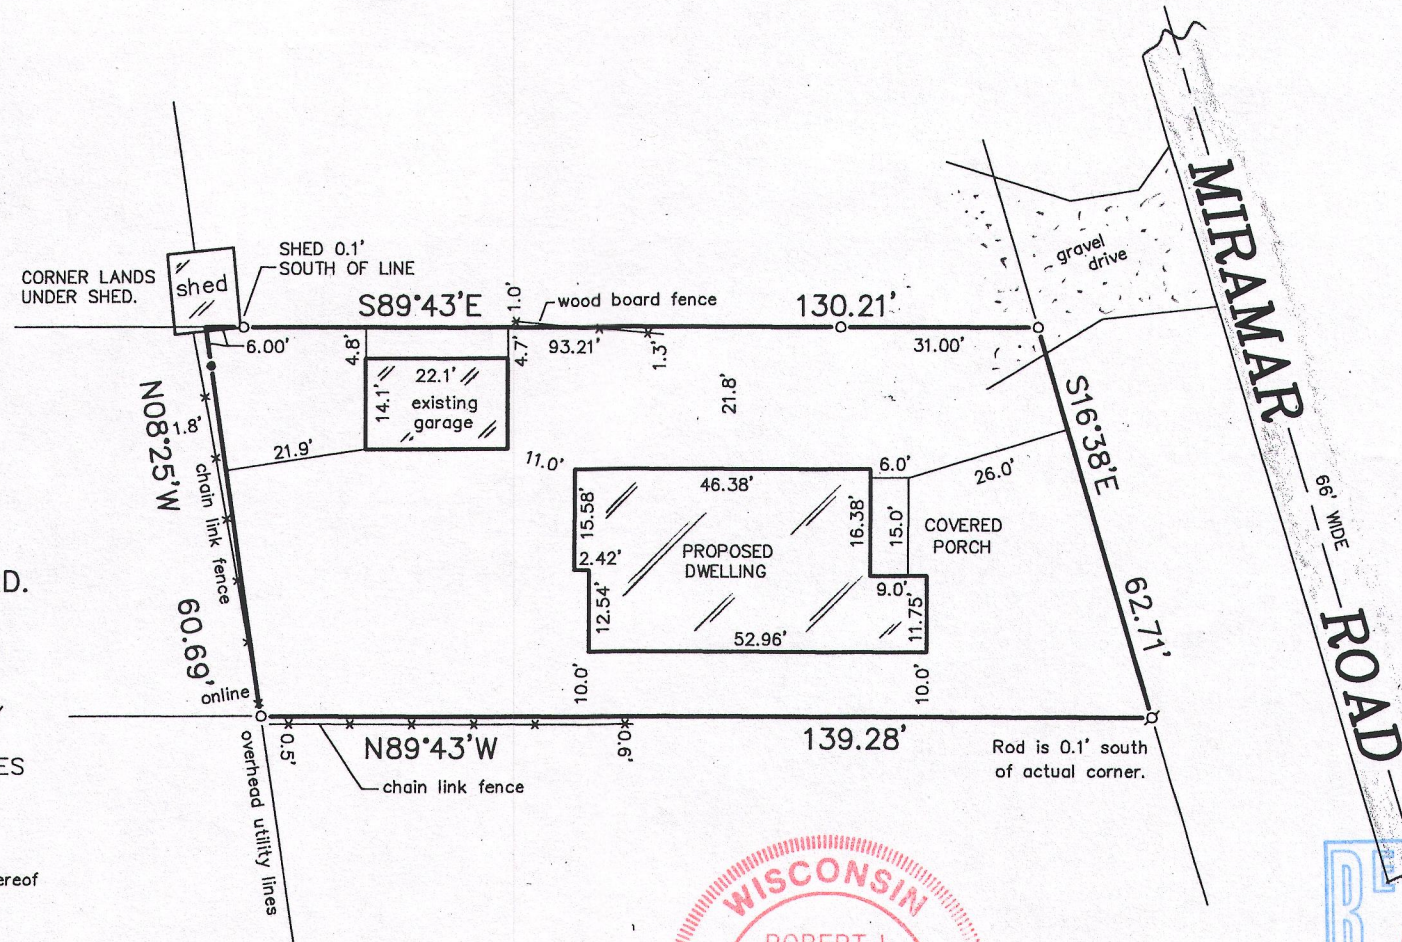 MIRAMAR
ROAD
66' WIDE
gravel
drive
SHED 0.1'
SOUTH OF LINE
CORNER LANDS
UNDER SHED.
shed
S89°43'E
1.0'
wood board fence
130.21'
6.00'
4.8'
4.7'
93.21'
1.3'
31.00'
22.1'
14.1'
existing
garage
21.8'
N08°25'W
1.8'
chain link fence
21.9'
11.0'
S16°38'E
46.38'
6.0'
26.0'
15.58'
16.38'
15.0'
COVERED
PORCH
PROPOSED
DWELLING
2.42'
12.54'
9.0'
11.75'
52.96'
D.
62.71'
60.69'
online
10.0'
10.0'
ES
0.5'
N89°43'W
0.6'
139.28'
chain link fence
Rod is 0.1' south
of actual corner.
overhead utility lines
ereof
WISCONSIN